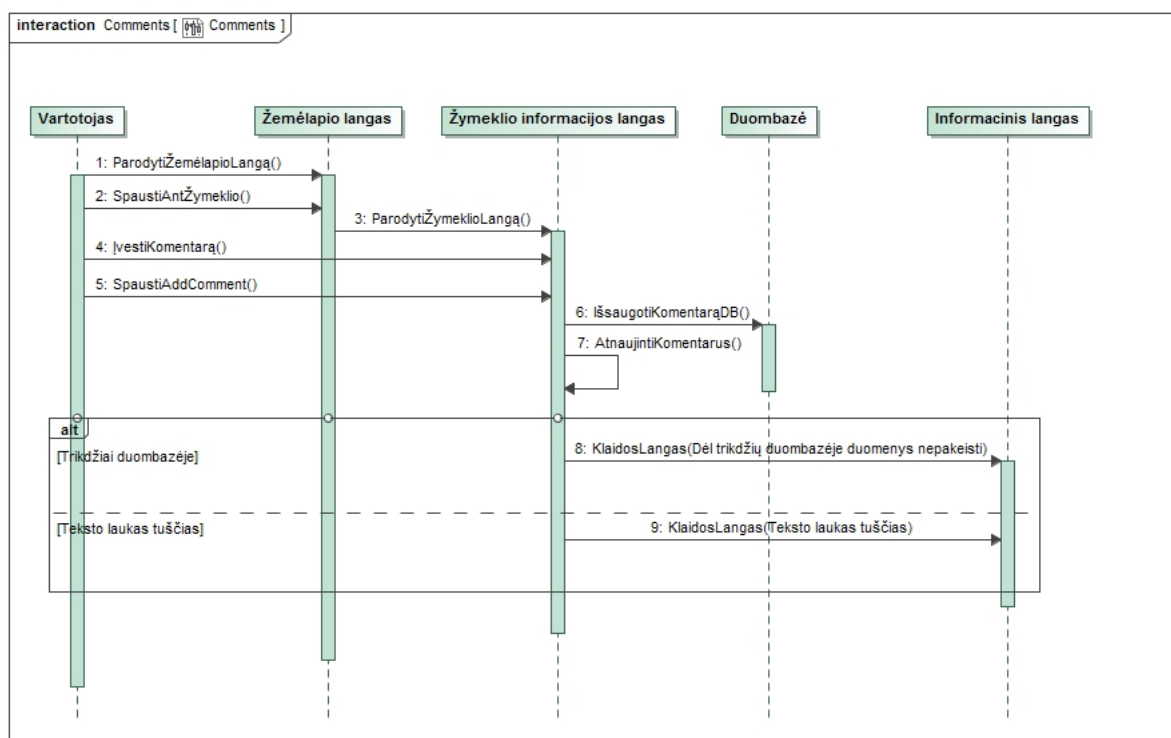 interaction Comments [ Comments ]
Vartotojas
Žemėlapio langas
Žymeklio informacijos langas
Duombazė
Informacinis langas
1: ParodytiŽemėlapioLangą()
2: SpaustiAntŽymeklio()
3: ParodytiŽymeklioLangą()
4: ĮvestiKomentarą()
5: SpaustiAddComment()
6: IšsaugotiKomentarąDB()
7: AtnaujintiKomentarus()
alt
[Trikdžiai duombazėje]
8: KlaidosLangas(Dėl trikdžių duombazėje duomenys nepakeisti)
[Teksto laukas tuščias]
9: KlaidosLangas(Teksto laukas tuščias)